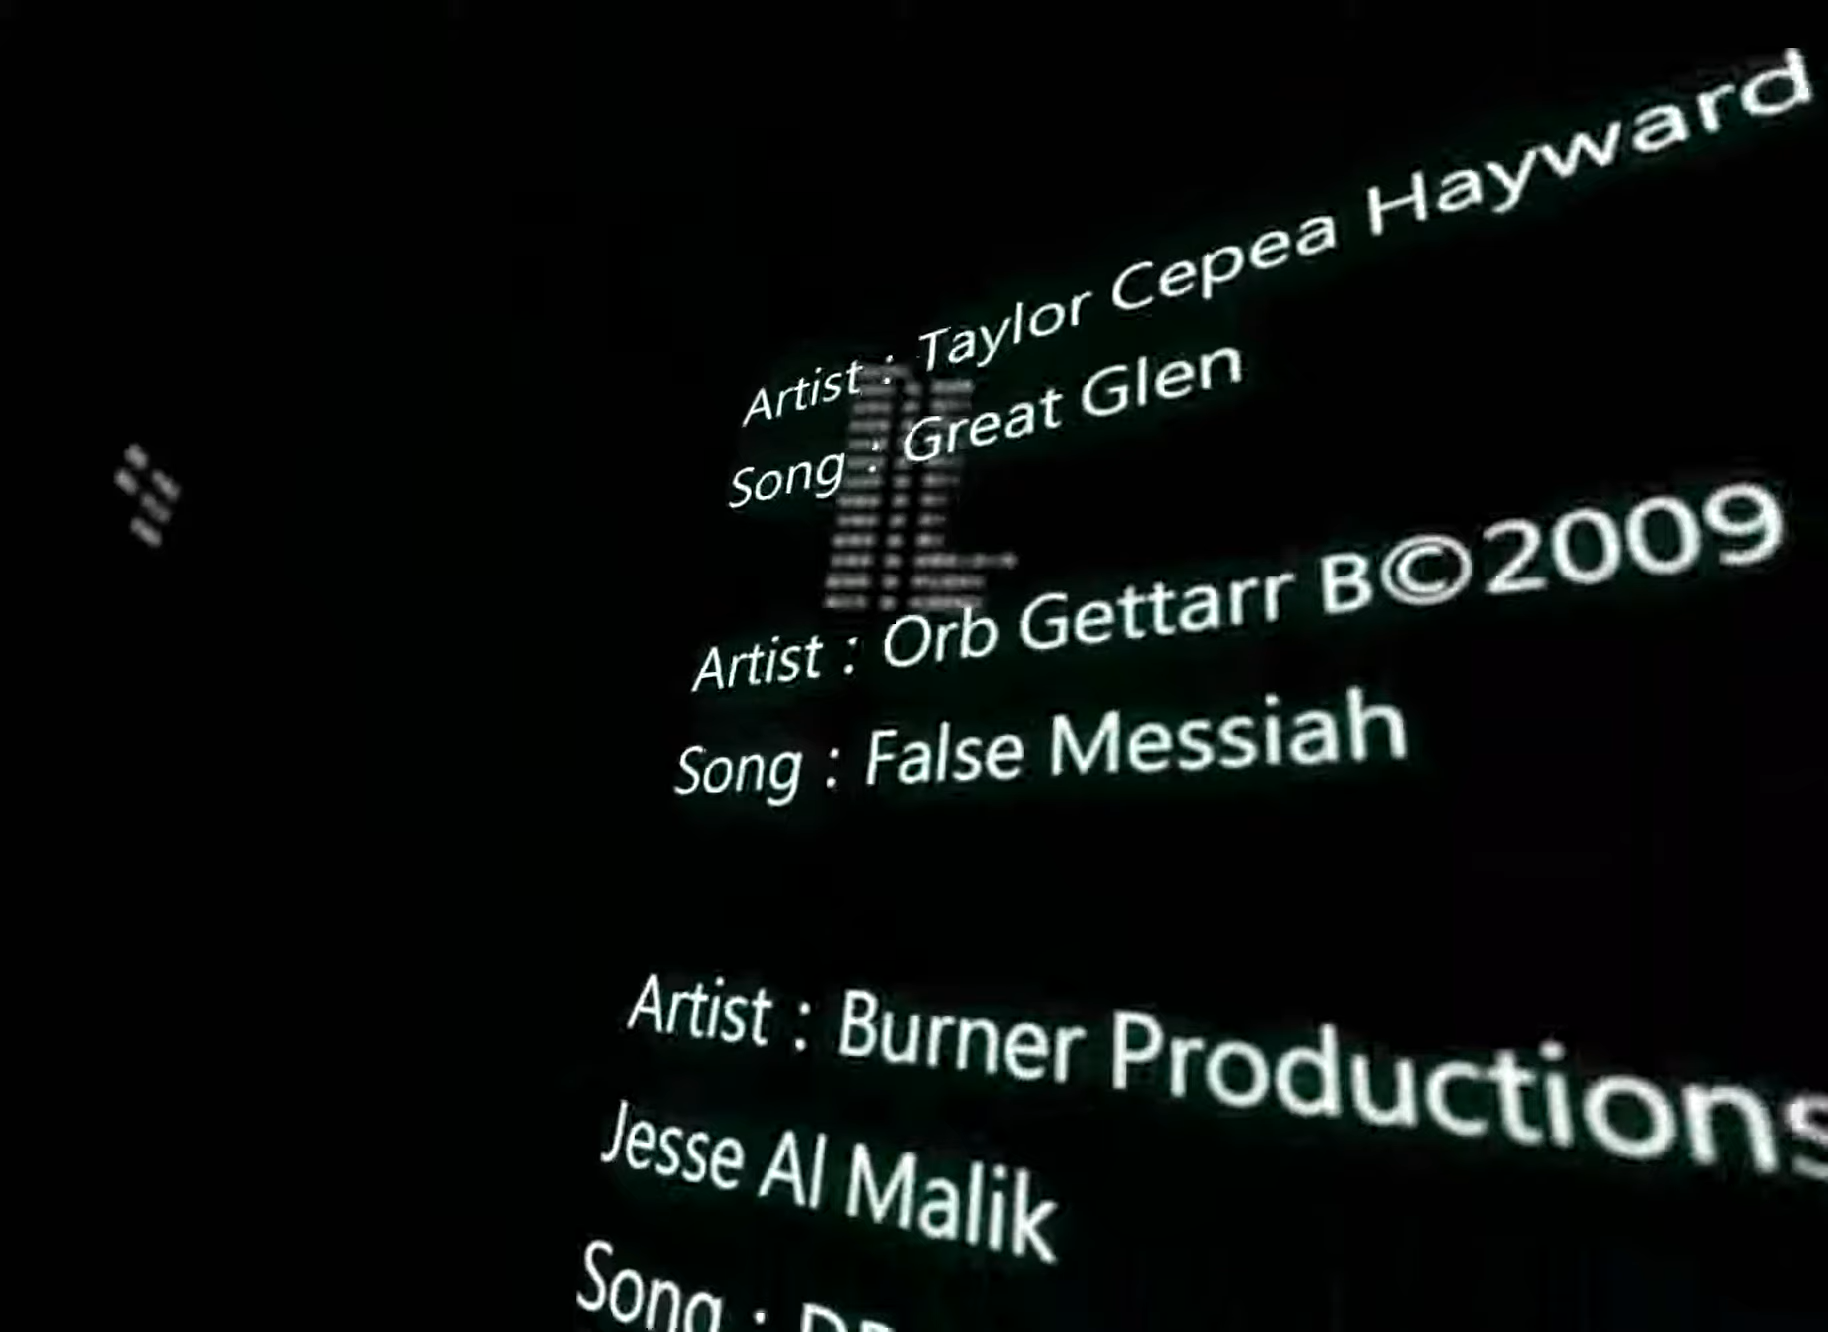 Artist : Taylor Cepea Hayward
Song : Great Glen
Artist : Orb Gettarr B©2009
Song : False Messiah
Artist : Burner Productions
Jesse Al Malik
Song :